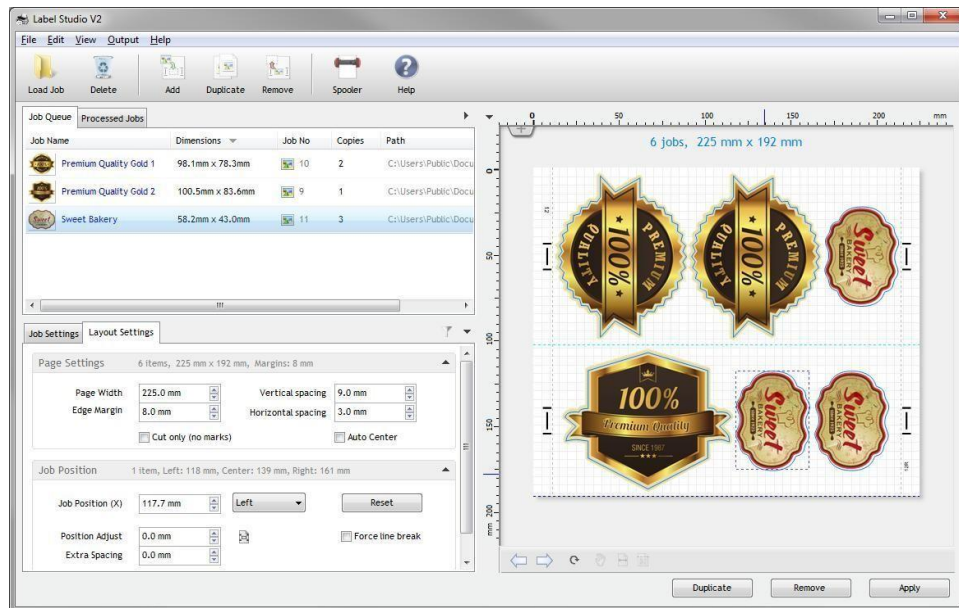 Label Studio V2
File Edit View Output Help
Load Job Delete Add Duplicate Remove Spooler Help
Job Queue Processed Jobs
Job Name Dimensions Job No Copies Path
Premium Quality Gold 1 98.1mm x 78.3mm 10 2 C:\Users\Public\Docu
Premium Quality Gold 2 100.5mm x 83.6mm 9 1 C:\Users\Public\Docu
Sweet Bakery 58.2mm x 43.0mm 11 3 C:\Users\Public\Docu
Job Settings Layout Settings
Page Settings 6 items, 225 mm x 192 mm, Margins: 8 mm
Page Width 225.0 mm Vertical spacing 9.0 mm
Edge Margin 8.0 mm Horizontal spacing 3.0 mm
Cut only (no marks) Auto Center
Job Position 1 item, Left: 118 mm, Center: 139 mm, Right: 161 mm
Job Position (X) 117.7 mm Left Reset
Position Adjust 0.0 mm Force line break
Extra Spacing 0.0 mm
0 50 100 150 200 mm
6 jobs, 225 mm x 192 mm
0
50
100
150
200
mm
PREMIUM
100%
QUALITY
PREMIUM
100%
QUALITY
Sweet
BAKERY
100%
Premium Quality
SINCE 1987
Sweet
BAKERY
Sweet
BAKERY
Duplicate Remove Apply